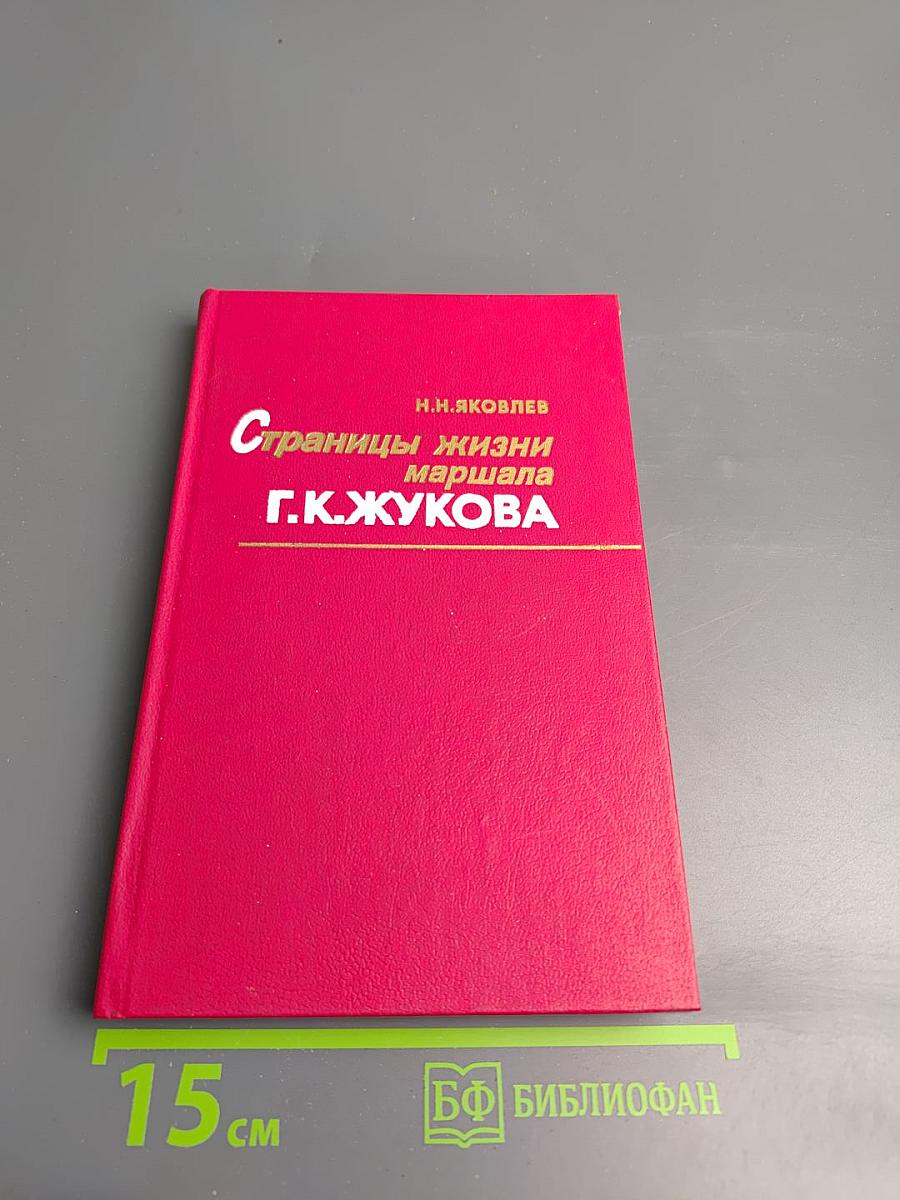 Н.Н.ЯКОВЛЕВ
Страницы жизни
маршала
Г.К.ЖУКОВА
15 см
БФ БИБЛИОФАН